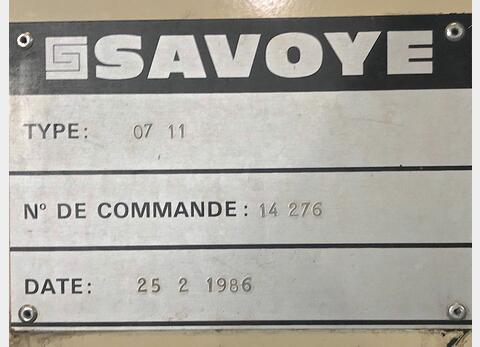 SAVOYE
TYPE: 07 11
N° DE COMMANDE: 14 276
DATE: 25 2 1986